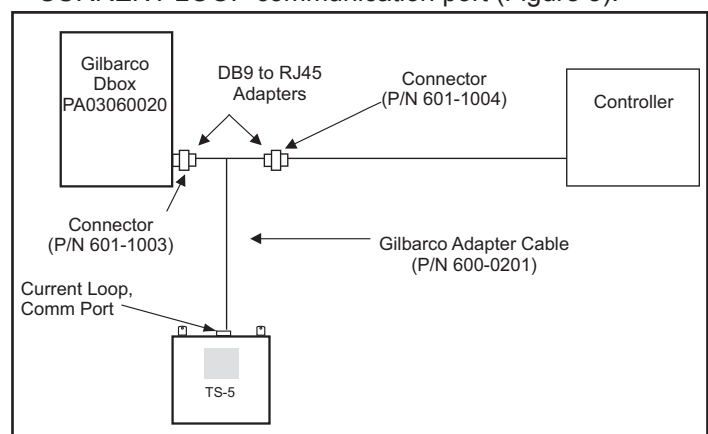 CURRENT LOOP communication port (Figure
Gilbarco
Dbox
PA03060020
DB9 to RJ45
Adapters
Connector
(P/N 601-1004)
Controller
Connector
(P/N 601-1003)
Gilbarco Adapter Cable
(P/N 600-0201)
Current Loop,
Comm Port
TS-5